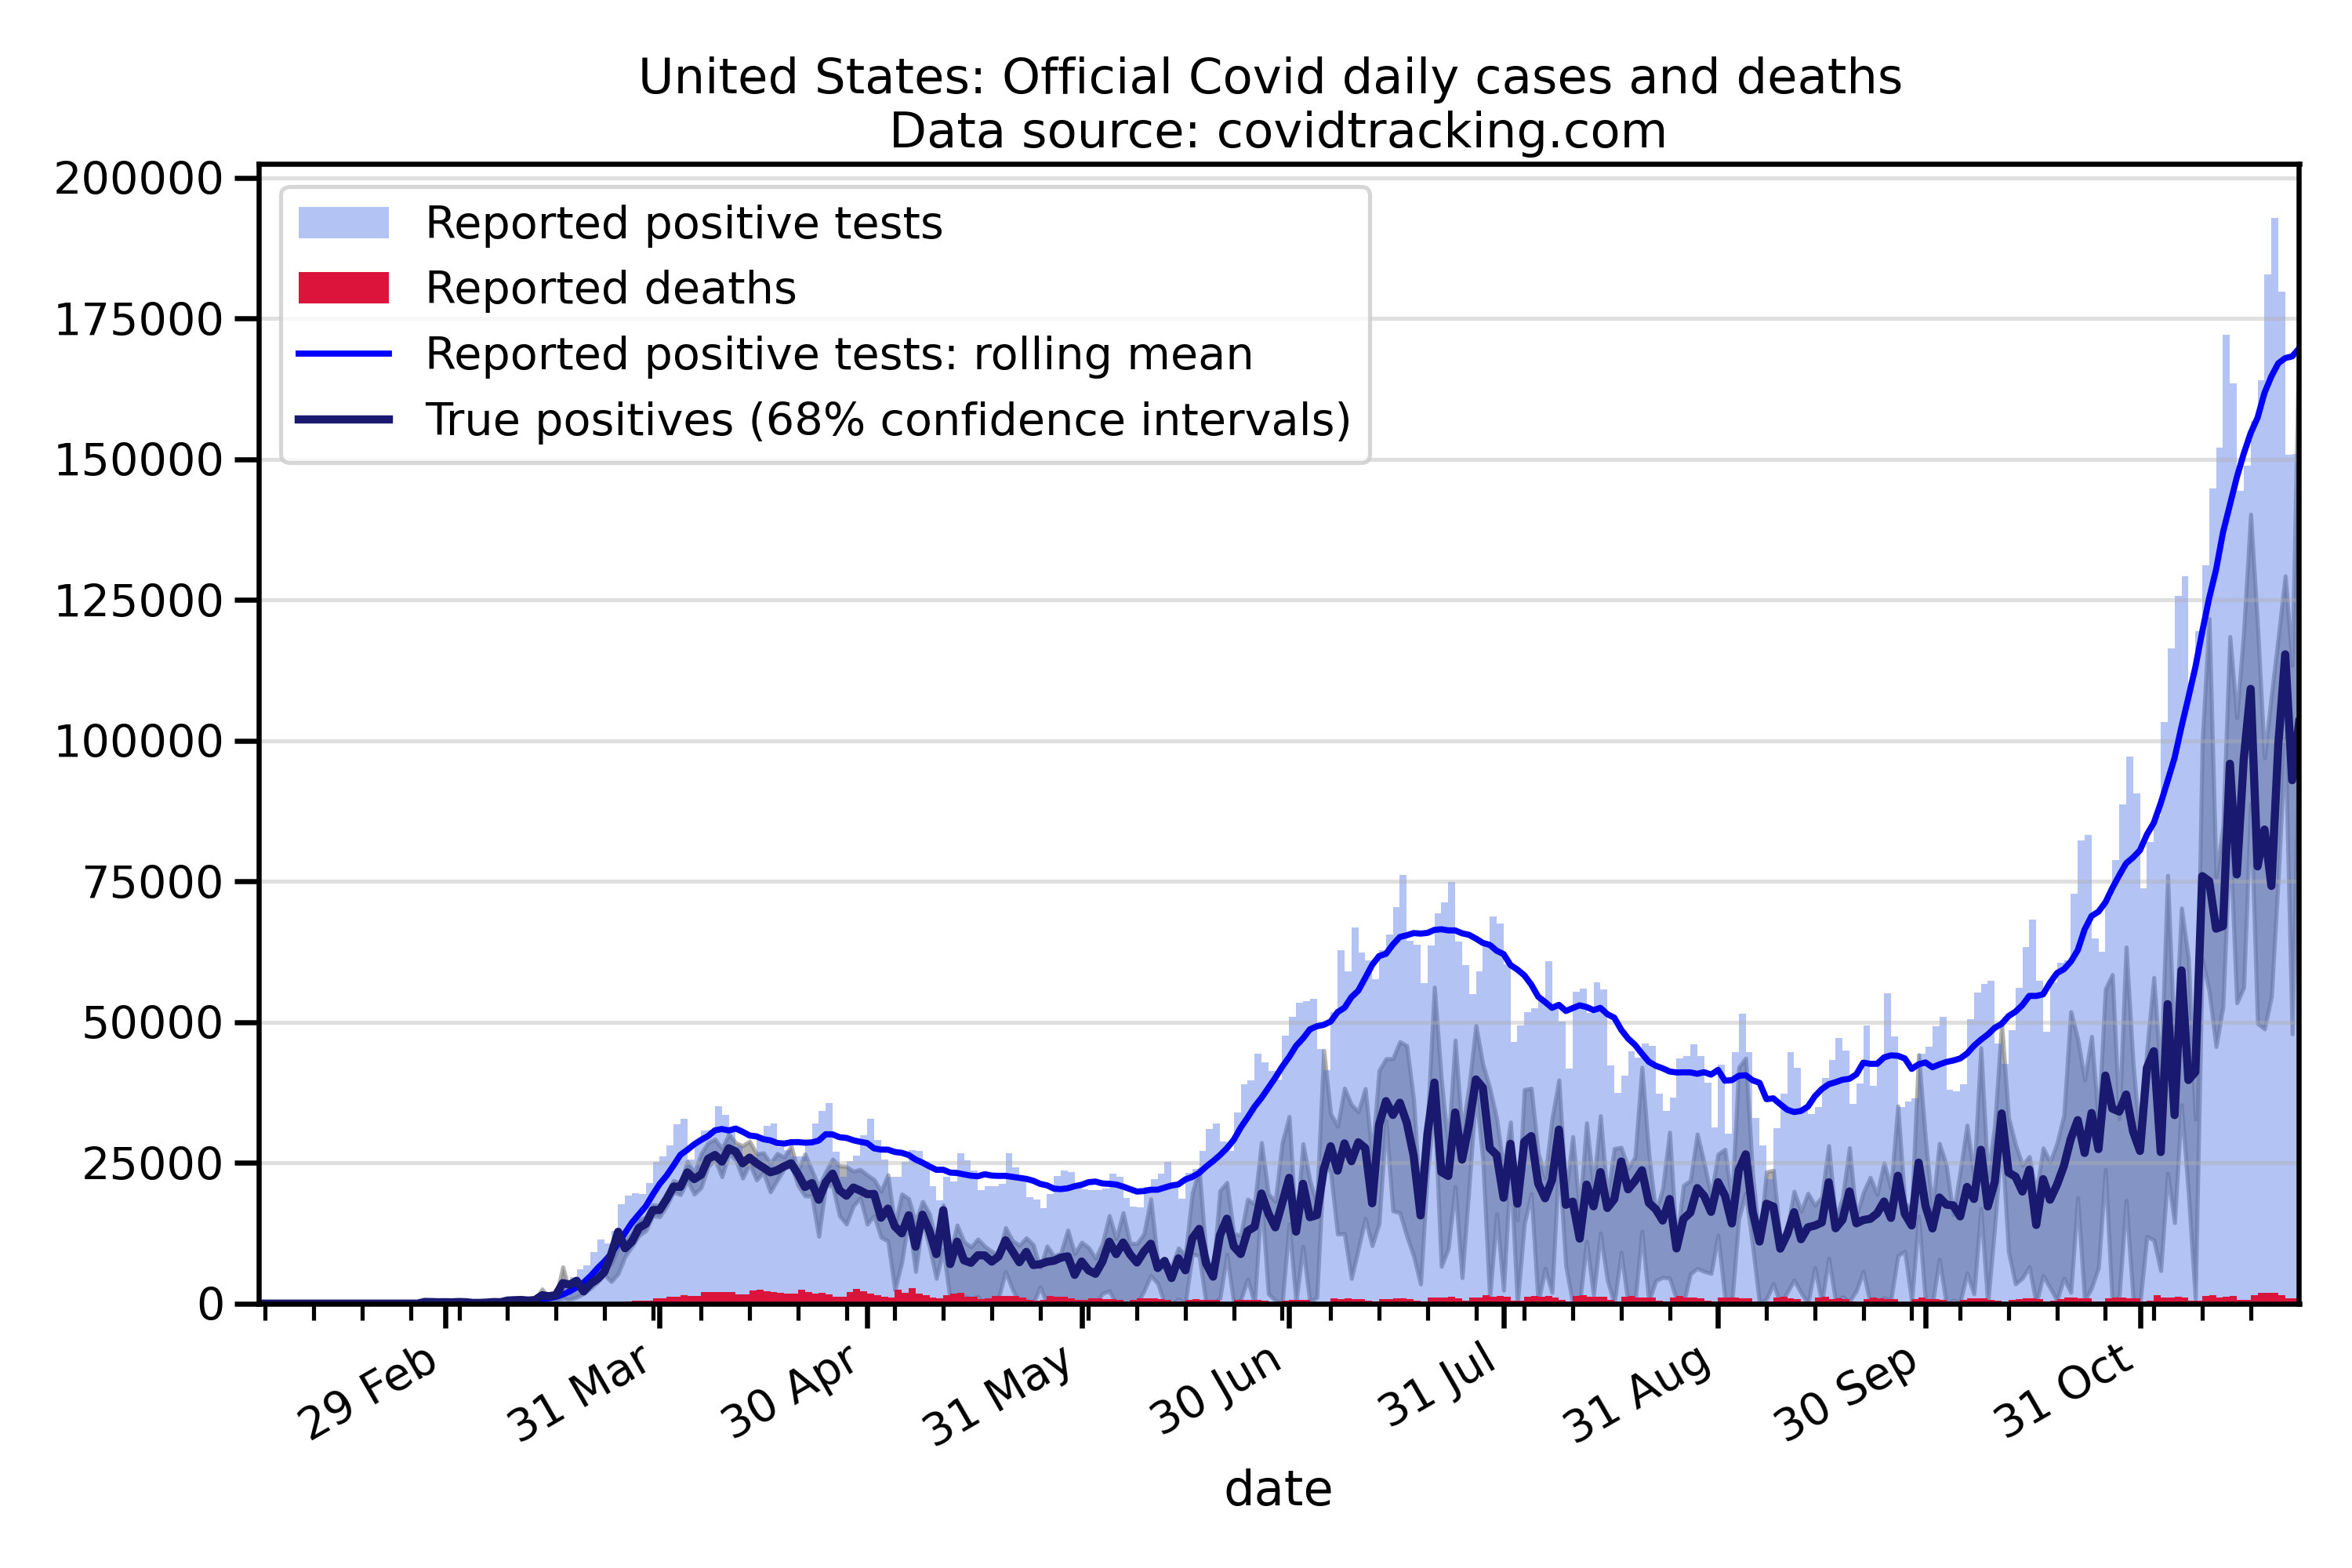 United States: Official Covid daily cases and deaths
Data source: covidtracking.com
200000
175000
150000
125000
100000
75000
50000
25000
0
Reported positive tests
Reported deaths
Reported positive tests: rolling mean
True positives (68% confidence intervals)
29 Feb
31 Mar
30 Apr
31 May
30 Jun
31 Jul
31 Aug
30 Sep
31 Oct
date